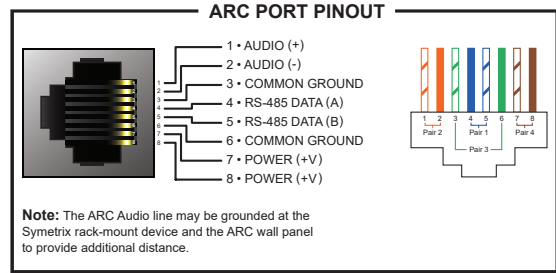 ARC PORT PINOUT
1 • AUDIO (+)
2 • AUDIO (-)
3 • COMMON GROUND
4 • RS-485 DATA (A)
5 • RS-485 DATA (B)
6 • COMMON GROUND
7 • POWER (+V)
8 • POWER (+V)
1
2
3
4
5
6
7
8
1 2 3 4 5 6 7 8
Pair 2 Pair 1 Pair 4
Pair 3
Note: The ARC Audio line may be grounded at the
Symetrix rack-mount device and the ARC wall panel
to provide additional distance.